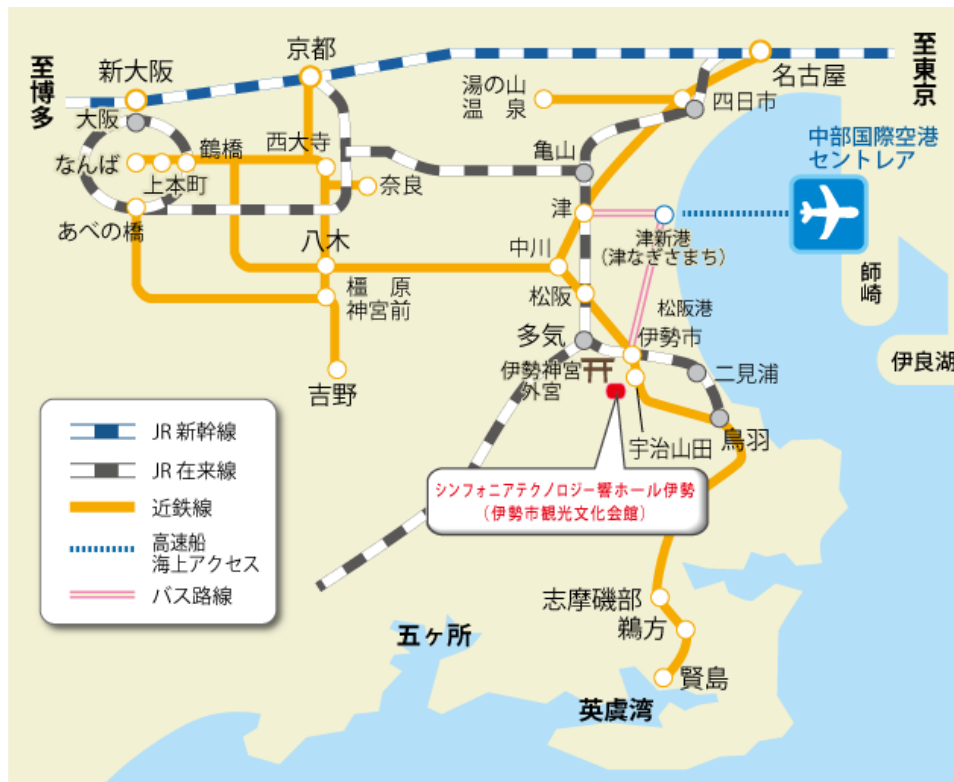 至博多
新大阪
京都
名古屋
至東京
大阪
湯の山
温　泉
四日市
なんば
鶴橋
上本町
西大寺
亀山
中部国際空港
セントレア
奈良
あべの橋
津
津新港
(津なぎさまち)
八木
中川
師崎
橿　原
神宮前
松阪
松阪港
多気
伊勢市
伊良湖
吉野
伊勢神宮
外宮
二見浦
鳥羽
宇治山田
JR 新幹線
JR 在来線
近鉄線
高速船
海上アクセス
バス路線
シンフォニアテクノロジー響ホール伊勢
（伊勢市観光文化会館）
志摩磯部
五ヶ所
鵜方
賢島
英虞湾